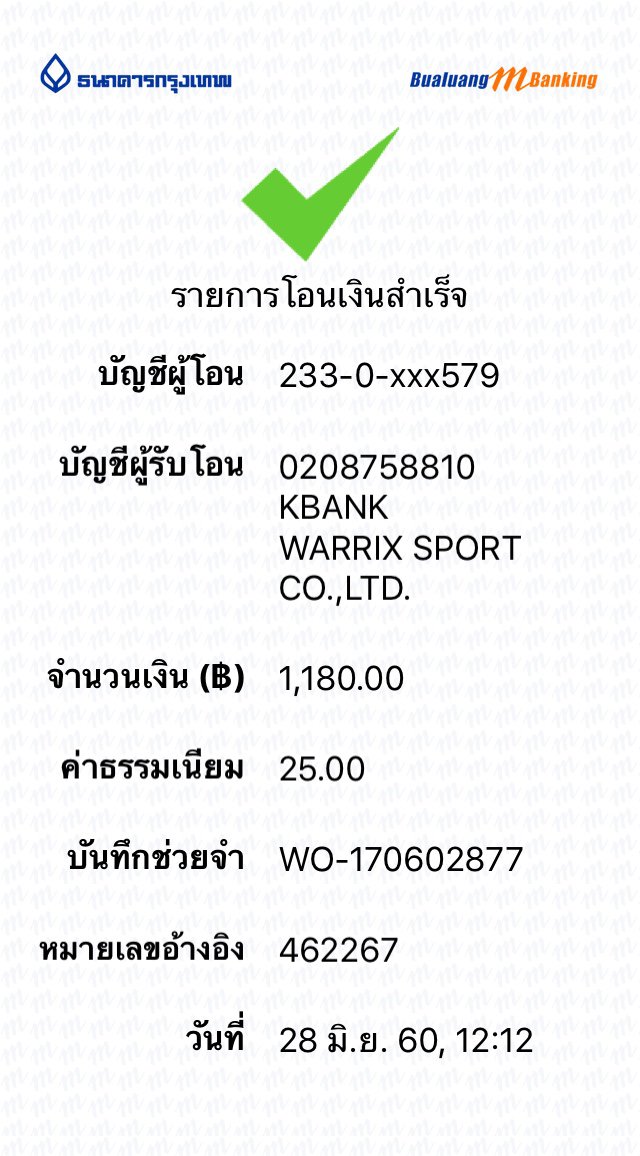 ธนาคารกรุงเทพ
Bualuang mBanking
รายการโอนเงินสำเร็จ
บัญชีผู้โอน 233-0-xxx579
บัญชีผู้รับโอน 0208758810
KBANK
WARRIX SPORT
CO.,LTD.
จำนวนเงิน (฿) 1,180.00
ค่าธรรมเนียม 25.00
บันทึกช่วยจำ WO-170602877
หมายเลขอ้างอิง 462267
วันที่ 28 มิ.ย. 60, 12:12